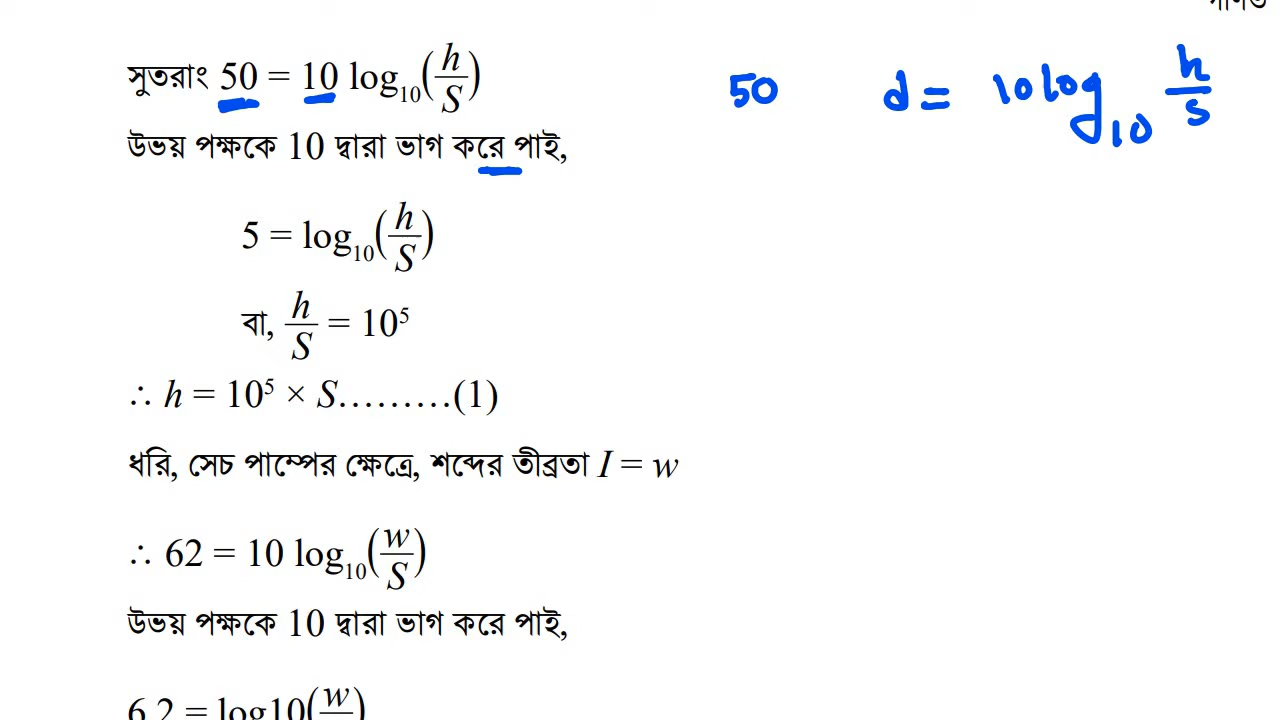 সুতরাং 50 = 10 log₁₀(h/S)
50 d = 10 log₁₀ h/s
উভয় পক্ষকে 10 দ্বারা ভাগ করে পাই,
5 = log₁₀(h/S)
বা, h/S = 10⁵
∴ h = 10⁵ × S.........(1)
ধরি, সেচ পাম্পের ক্ষেত্রে, শব্দের তীব্রতা I = w
∴ 62 = 10 log₁₀(w/S)
উভয় পক্ষকে 10 দ্বারা ভাগ করে পাই,
6.2 = log10(w/